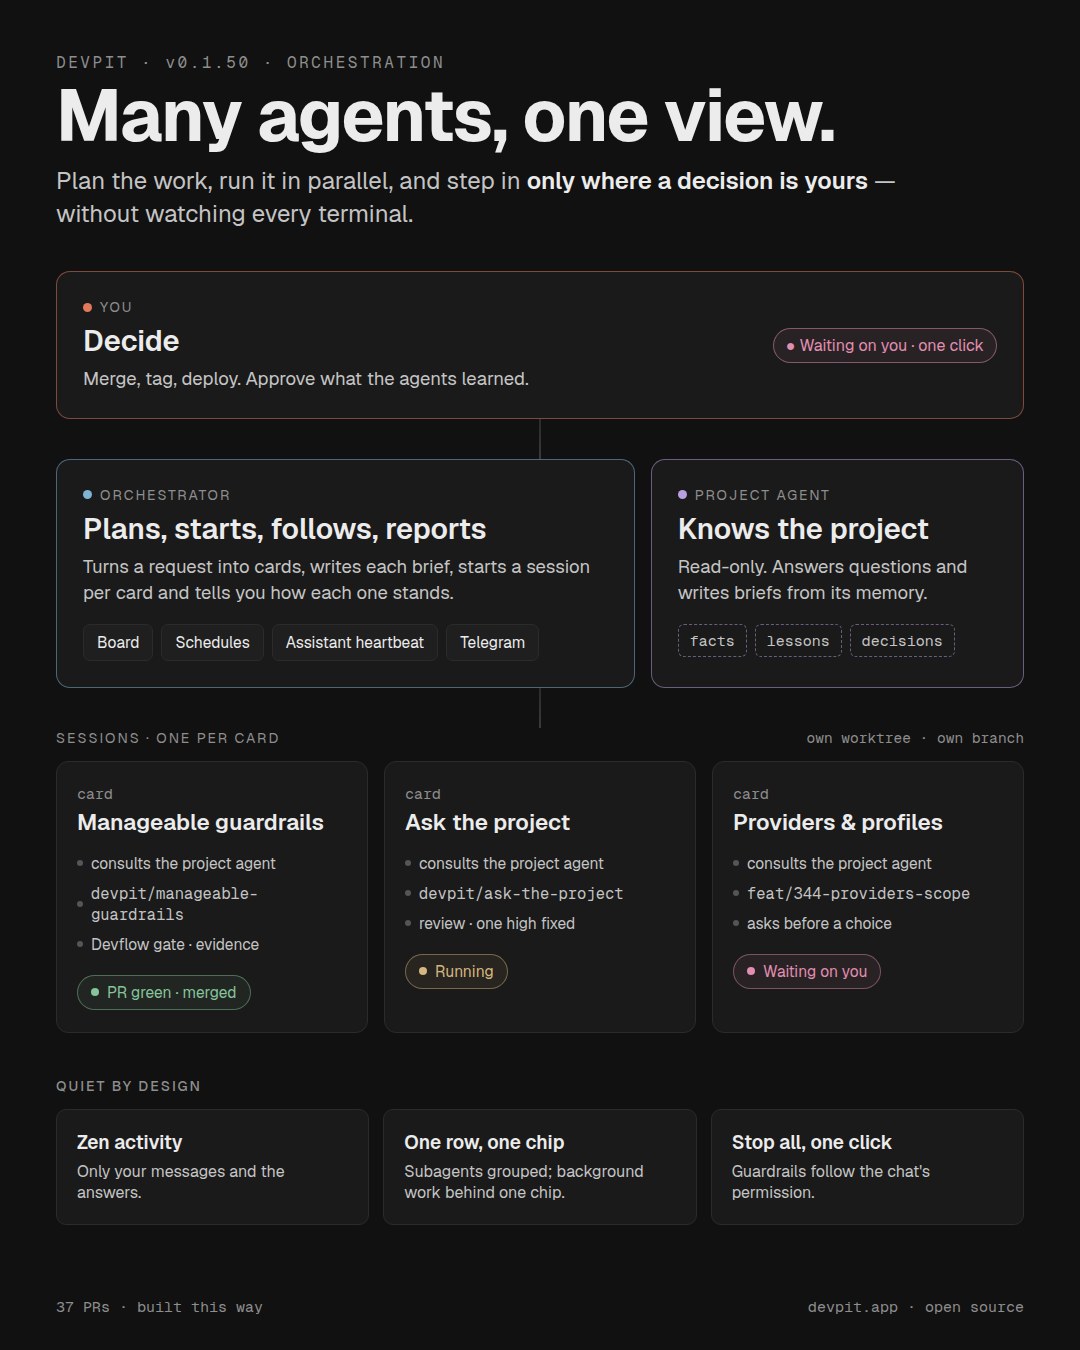 DEVPIT · v0.1.50 · ORCHESTRATION
Many agents, one view.
Plan the work, run it in parallel, and step in only where a decision is yours —
without watching every terminal.
YOU
Decide
Merge, tag, deploy. Approve what the agents learned.
Waiting on you · one click
ORCHESTRATOR
Plans, starts, follows, reports
Turns a request into cards, writes each brief, starts a session
per card and tells you how each one stands.
Board
Schedules
Assistant heartbeat
Telegram
PROJECT AGENT
Knows the project
Read-only. Answers questions and
writes briefs from its memory.
facts
lessons
decisions
SESSIONS · ONE PER CARD
own worktree · own branch
card
Manageable guardrails
consults the project agent
devpit/manageable-
guardrails
Devflow gate · evidence
PR green · merged
card
Ask the project
consults the project agent
devpit/ask-the-project
review · one high fixed
Running
card
Providers & profiles
consults the project agent
feat/344-providers-scope
asks before a choice
Waiting on you
QUIET BY DESIGN
Zen activity
Only your messages and the
answers.
One row, one chip
Subagents grouped; background
work behind one chip.
Stop all, one click
Guardrails follow the chat's
permission.
37 PRs · built this way
devpit.app · open source